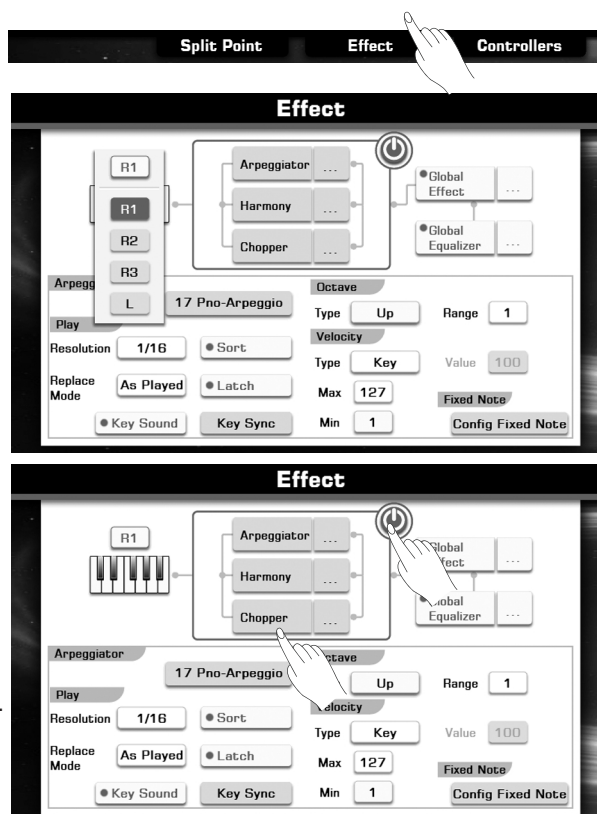 Split Point Effect Controllers
Effect
R1
R1
R2
R3
L
Arpeggiator ...
Harmony ...
Chopper ...
Global
Effect ...
Global
Equalizer ...
17 Pno-Arpeggio
Play
Resolution 1/16 Sort
Replace
Mode As Played Latch
Key Sound Key Sync
Octave
Type Up Range 1
Velocity
Type Key Value 100
Max 127
Fixed Note
Min 1 Config Fixed Note
Effect
R1
Arpeggiator ...
Harmony ...
Chopper ...
...
Equalizer ...
Arpeggiator
17 Pno-Arpeggio
Play
Resolution 1/16 Sort
Replace
Mode As Played Latch
Key Sound Key Sync
Up Range 1
Type Key Value 100
Max 127
Fixed Note
Min 1 Config Fixed Note